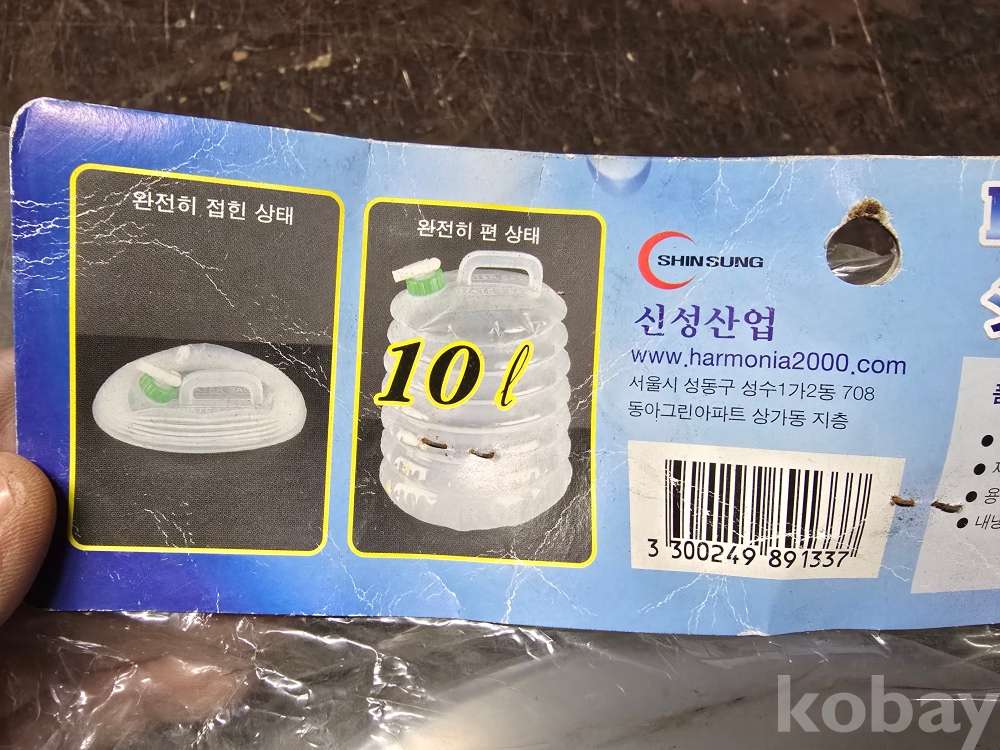 완전히 접힌 상태
완전히 편 상태
10 ℓ
SHINSUNG
신성산업
www.harmonia2000.com
서울시 성동구 성수1가2동 708
동아그린아파트 상가동 지층
3 300249 891337
kobay